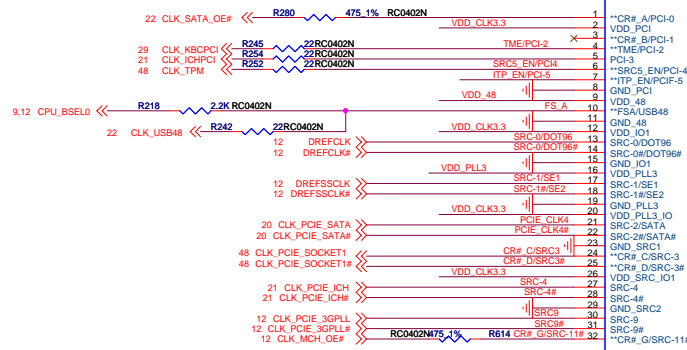 22 CLK_SATA_OE# R280 475_1% RC0402N 1 **CR#_A/PCI-0
VDD_CLK3.3 2 VDD_PCI
3 **CR#_B/PCI-1
29 CLK_KBCPCI R245 22RC0402N TME/PCI-2 4 **TME/PCI-2
21 CLK_ICHPCI R254 22RC0402N 5 PCI-3
48 CLK_TPM R252 22RC0402N SRC5_EN/PCI4 6 **SRC5_EN/PCI-4
ITP_EN/PCI-5 7 **ITP_EN/PCIF-5
8 GND_PCI
VDD_48 9 VDD_48
9,12 CPU_BSEL0 R218 2.2K RC0402N FS_A 10 **FSA/USB48
11 GND_48
22 CLK_USB48 R242 22RC0402N VDD_CLK3.3 12 VDD_IO1
12 DREFCLK SRC-0/DOT96 13 SRC-0/DOT96
12 DREFCLK# SRC-0/DOT96# 14 SRC-0#/DOT96#
15 GND_IO1
VDD_PLL3 16 VDD_PLL3
12 DREFSSCLK SRC-1/SE1 17 SRC-1/SE1
12 DREFSSCLK# SRC-1#/SE2 18 SRC-1#/SE2
19 GND_PLL3
VDD_CLK3.3 20 VDD_PLL3_IO
20 CLK_PCIE_SATA PCIE_CLK4 21 SRC-2/SATA
20 CLK_PCIE_SATA# PCIE_CLK4# 22 SRC-2#/SATA#
23 GND_SRC1
48 CLK_PCIE_SOCKET1 CR#_C/SRC3 24 **CR#_C/SRC-3
48 CLK_PCIE_SOCKET1# CR#_D/SRC3# 25 **CR#_D/SRC-3#
VDD_CLK3.3 26 VDD_SRC_IO1
21 CLK_PCIE_ICH SRC-4 27 SRC-4
21 CLK_PCIE_ICH# SRC-4# 28 SRC-4#
29 GND_SRC2
12 CLK_PCIE_3GPLL SRC9 30 SRC-9
12 CLK_PCIE_3GPLL# SRC9# 31 SRC-9#
12 CLK_MCH_OE# RC0402N475_1% R614 CR#_G/SRC-11# 32 **CR#_G/SRC-11#